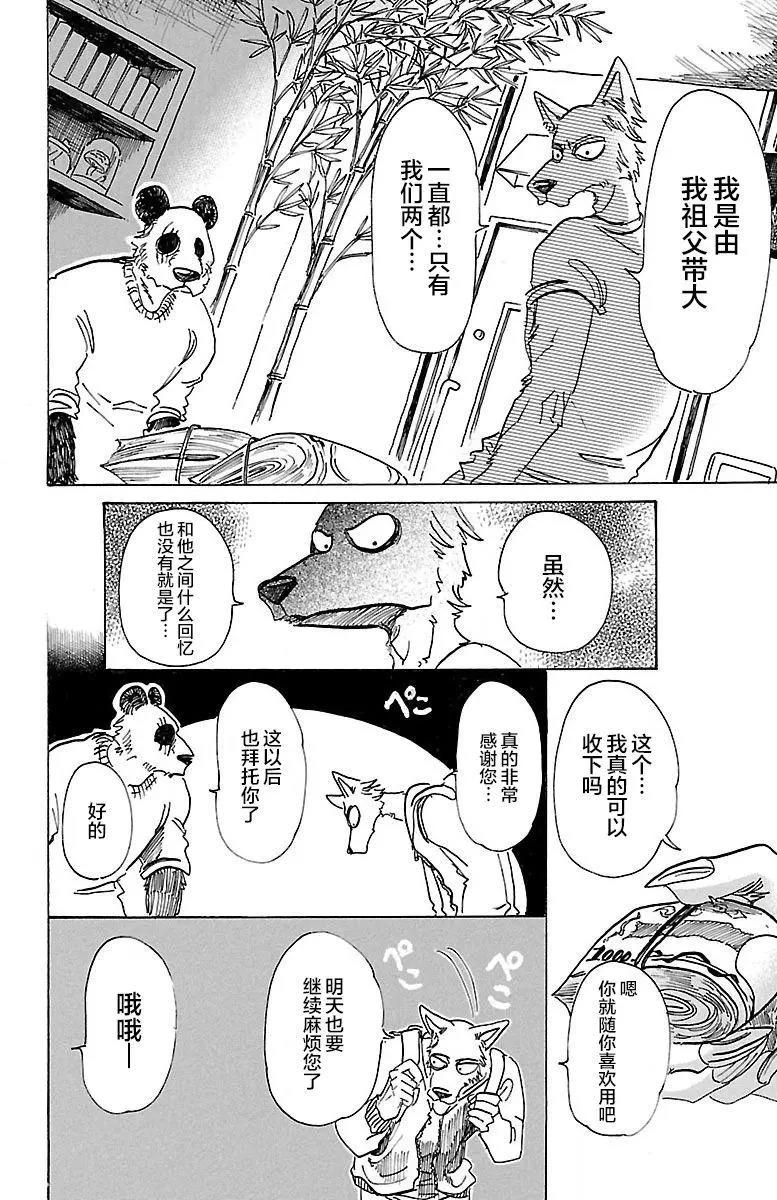 我是由
我祖父带大
一直都…只有
我们两个…
虽然…
和他之间什么回忆
也没有就是了…
这个…
我真的可以
收下吗
嗯
你就随你喜欢用吧
1000
真的非常
感谢您…
ぺこ
这以后
也拜托你了
好的
ぺこ
明天也要
继续麻烦您了
ぺこ
哦哦—